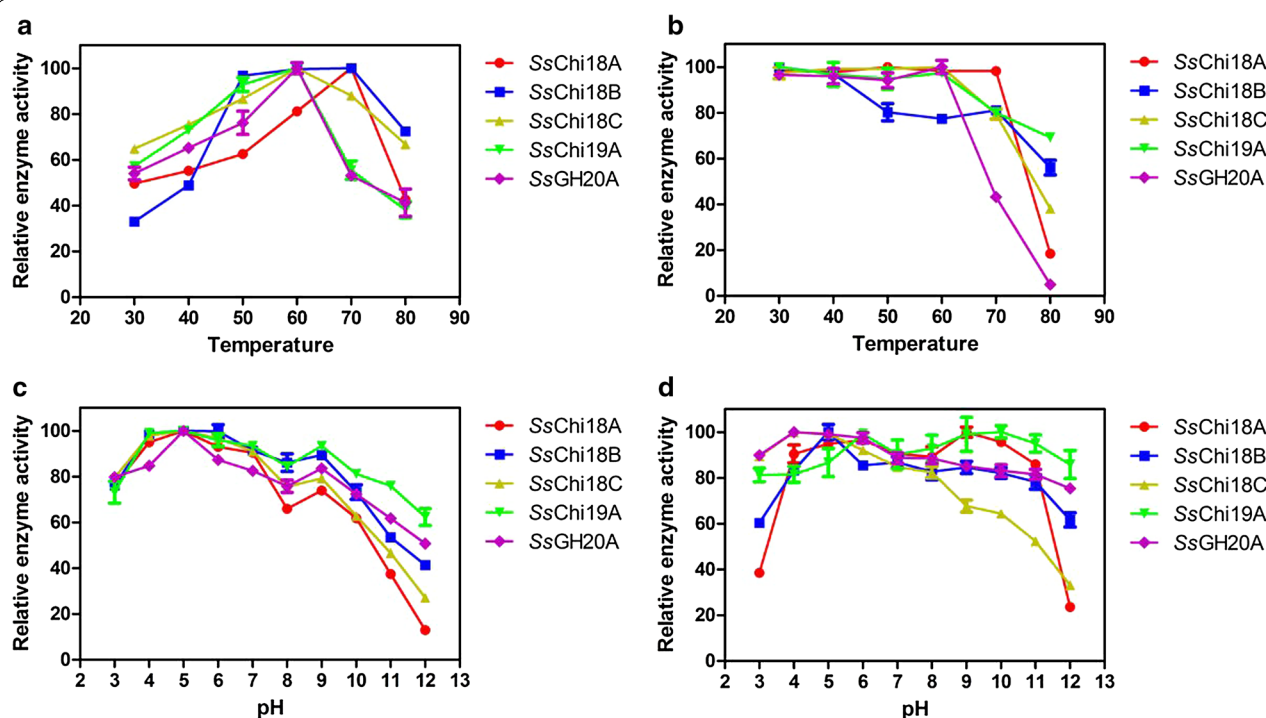 a
Relative enzyme activity
100
80
60
40
20
0
20 30 40 50 60 70 80 90
Temperature
SsChi18A
SsChi18B
SsChi18C
SsChi19A
SsGH20A
b
Relative enzyme activity
100
80
60
40
20
0
20 30 40 50 60 70 80 90
Temperature
SsChi18A
SsChi18B
SsChi18C
SsChi19A
SsGH20A
c
Relative enzyme activity
100
80
60
40
20
0
2 3 4 5 6 7 8 9 10 11 12 13
pH
SsChi18A
SsChi18B
SsChi18C
SsChi19A
SsGH20A
d
Relative enzyme activity
100
80
60
40
20
0
2 3 4 5 6 7 8 9 10 11 12 13
pH
SsChi18A
SsChi18B
SsChi18C
SsChi19A
SsGH20A